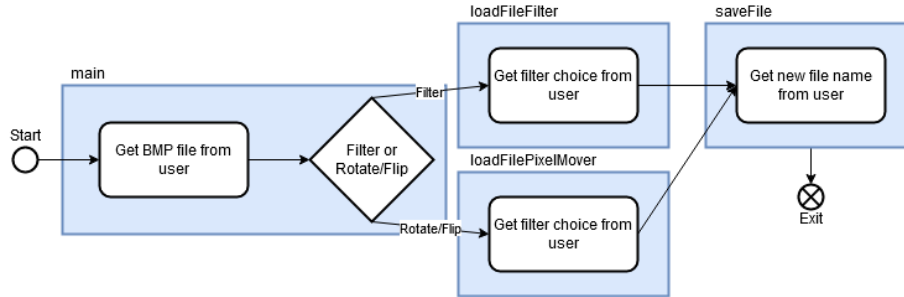 loadFileFilter
saveFile
Get filter choice from
user
Get new file name
from user
main
Filter
Start
Get BMP file from
user
Filter or
Rotate/Flip
loadFilePixelMover
Rotate/Flip
Get filter choice from
user
Exit